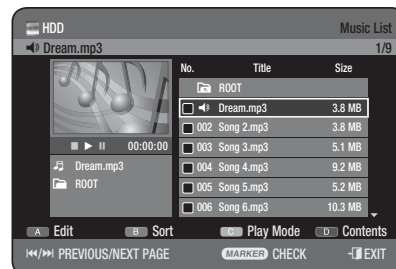 HDD Music List
Dream.mp3 1/9
No. Title Size
ROOT
Dream.mp3 3.8 MB
002 Song 2.mp3 3.8 MB
003 Song 3.mp3 5.1 MB
004 Song 4.mp3 9.2 MB
005 Song 5.mp3 5.2 MB
006 Song 6.mp3 10.3 MB
00:00:00
Dream.mp3
ROOT
A Edit B Sort C Play Mode D Contents
PREVIOUS/NEXT PAGE MARKER CHECK EXIT